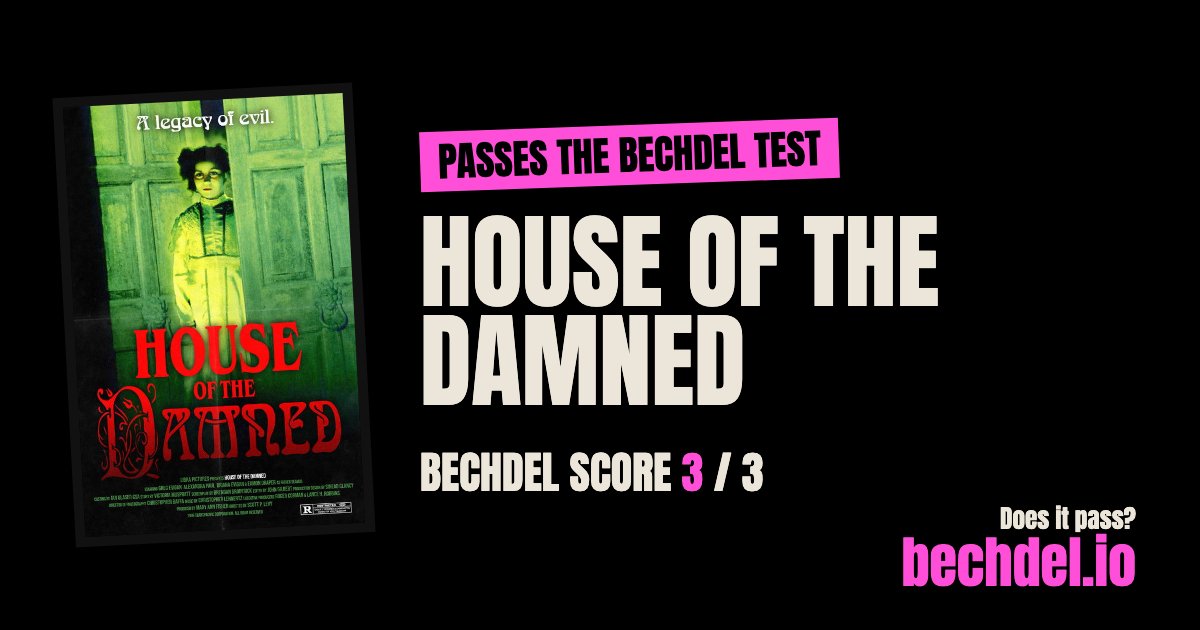 A legacy of evil.
HOUSE
OF THE
DAMNED
PASSES THE BECHDEL TEST
HOUSE OF THE
DAMNED
BECHDEL SCORE 3 / 3
Does it pass?
bechdel.io